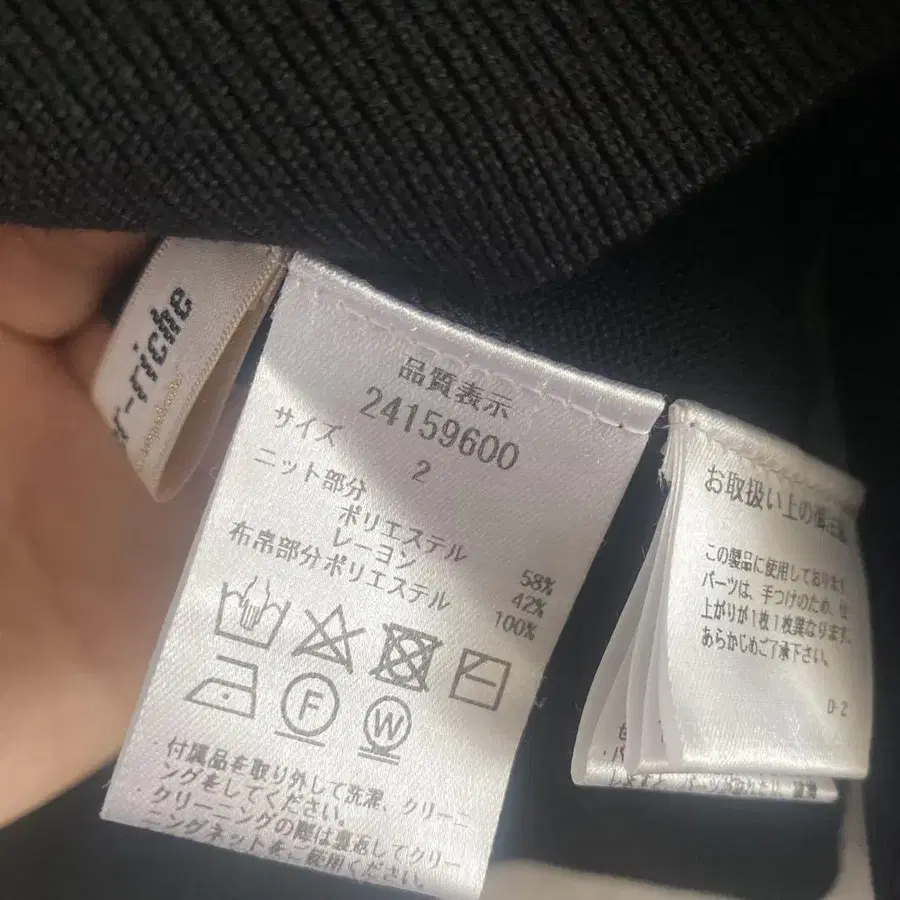 -riche
品質表示
24159600
サイズ
2
ニット部分
ポリエステル 58%
レーヨン 42%
布帛部分ポリエステル 100%
F
W
・付属品を取り外して洗濯、クリーニ
ングをしてください。
・クリーニングの際は裏返してクリー
ニングネットをご使用ください。
お取扱い上の御注意
この製品に使用しております
パーツは、手つけのため、仕
上がりが1枚1枚異なります。
あらかじめご了承下さい。
D-2